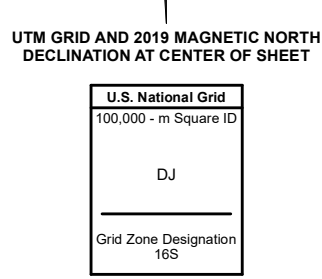 UTM GRID AND 2019 MAGNETIC NORTH
DECLINATION AT CENTER OF SHEET
U.S. National Grid
100,000 - m Square ID
DJ
Grid Zone Designation
16S